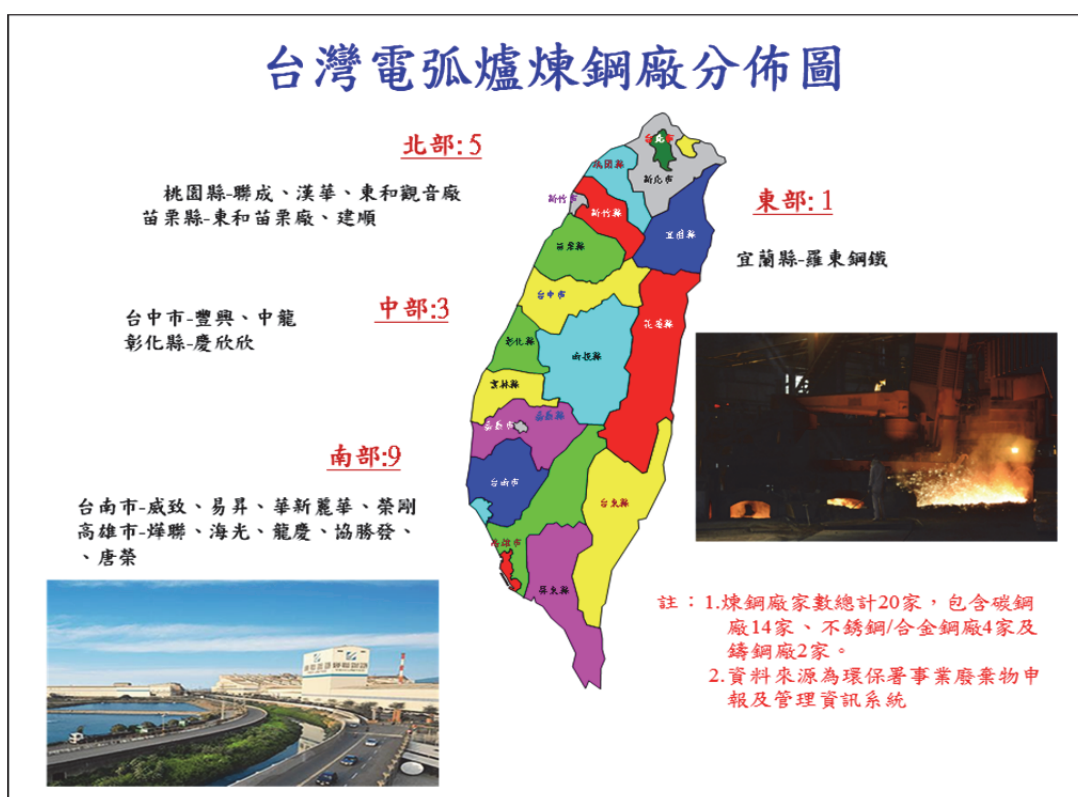 台灣電弧爐煉鋼廠分佈圖
北部: 5
桃園縣-聯成、漢華、東和觀音廠
苗栗縣-東和苗栗廠、建順
東部: 1
宜蘭縣-羅東鋼鐵
中部:3
台中市-豐興、中龍
彰化縣-慶欣欣
南部:9
台南市-威致、易昇、華新麗華、榮剛
高雄市-燁聯、海光、龍慶、協勝發、
、唐榮
台北市
桃園縣
新北市
新竹市
新竹縣
宜蘭縣
苗栗縣
台中市
花蓮縣
彰化縣
南投縣
雲林縣
嘉義縣
嘉義市
台南市
台東縣
高雄市
屏東縣
註：1.煉鋼廠家數總計20家，包含碳鋼
廠14家、不銹鋼/合金鋼廠4家及
鑄鋼廠2家。
2.資料來源為環保署事業廢棄物申
報及管理資訊系統